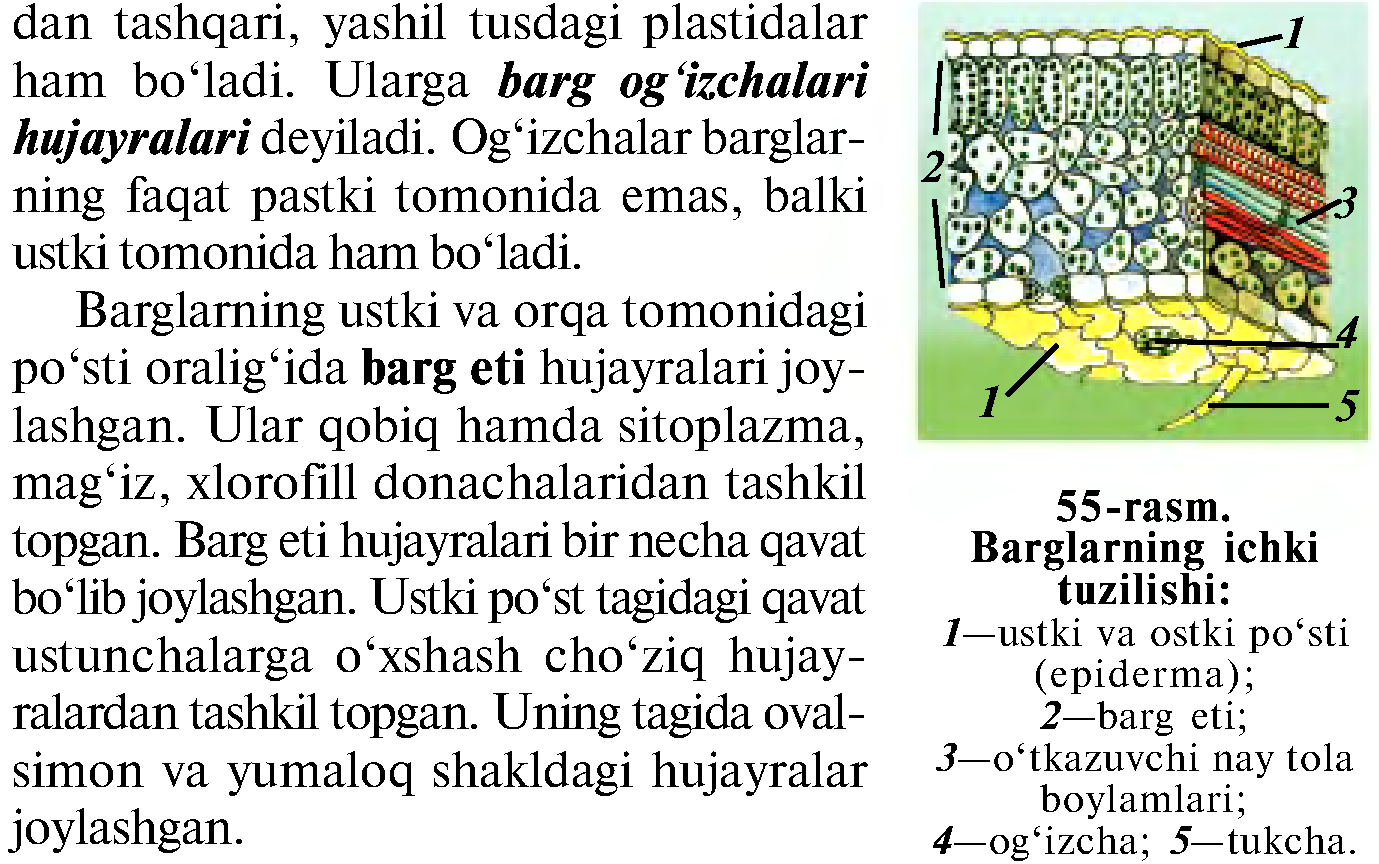 dan tashqari, yashil tusdagi plastidalar
ham bo‘ladi. Ularga barg og‘izchalari
hujayralari deyiladi. Og‘izchalar barglar-
ning faqat pastki tomonida emas, balki
ustki tomonida ham bo‘ladi.
Barglarning ustki va orqa tomonidagi
po‘sti oralig‘ida barg eti hujayralari joy-
lashgan. Ular qobiq hamda sitoplazma,
mag‘iz, xlorofill donachalaridan tashkil
topgan. Barg eti hujayralari bir necha qavat
bo‘lib joylashgan. Ustki po‘st tagidagi qavat
ustunchalarga o‘xshash cho‘ziq hujay-
ralardan tashkil topgan. Uning tagida oval-
simon va yumaloq shakldagi hujayralar
joylashgan.
1
2
3
4
1
5
55-rasm.
Barglarning ichki
tuzilishi:
1—ustki va ostki po‘sti
(epiderma);
2—barg eti;
3—o‘tkazuvchi nay tola
boylamlari;
4—og‘izcha; 5—tukcha.